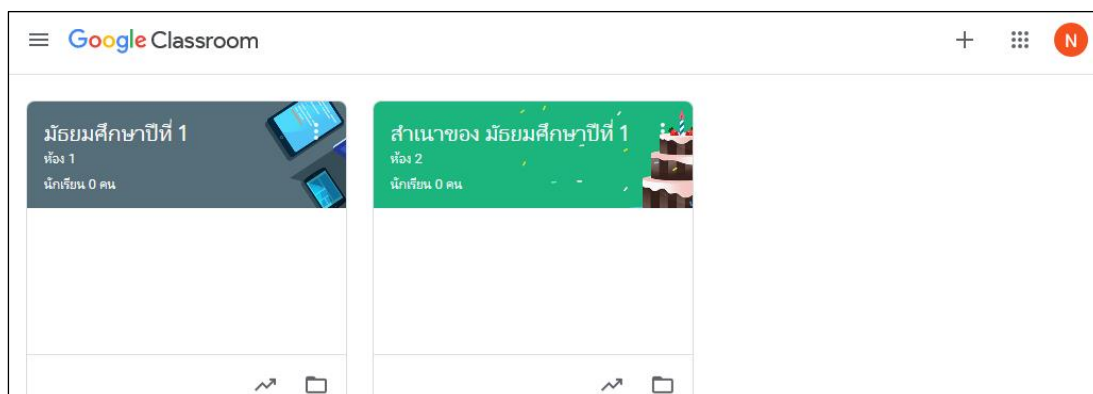 Google Classroom
N
มัธยมศึกษาปีที่ 1
ห้อง 1
นักเรียน 0 คน
สำเนาของ มัธยมศึกษาปีที่ 1
ห้อง 2
นักเรียน 0 คน